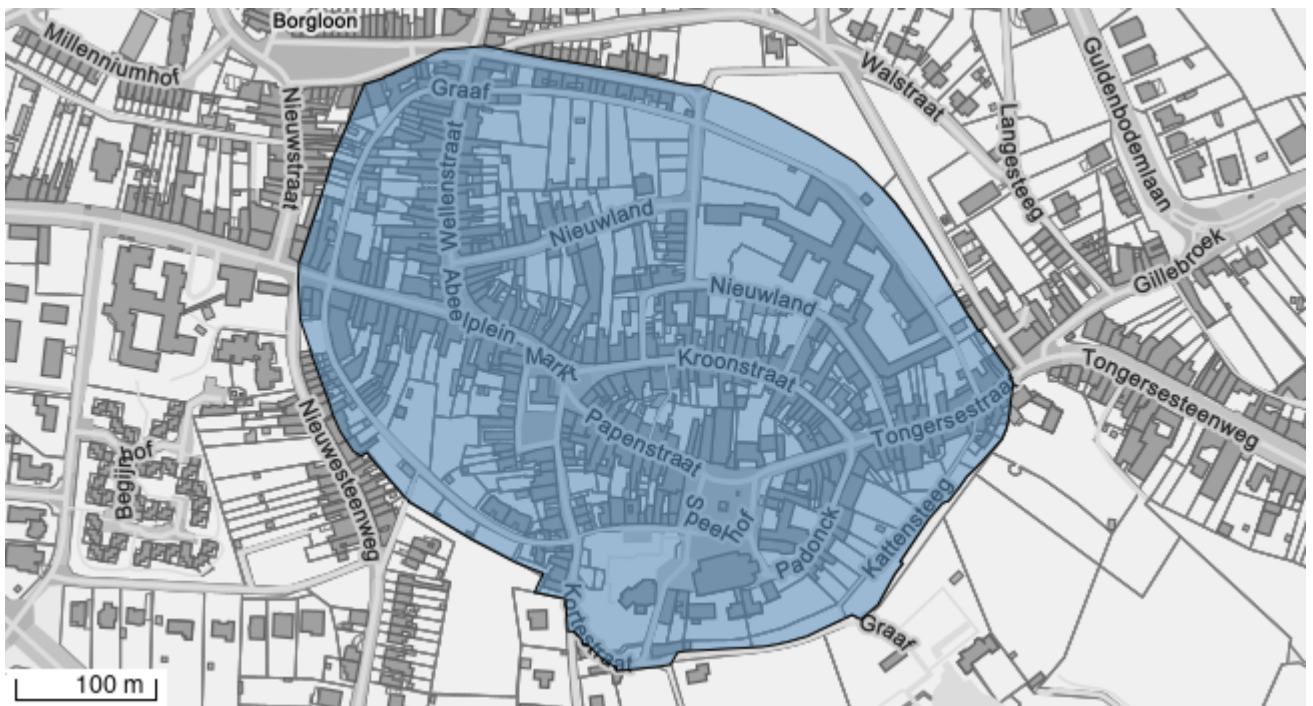 Borgloon
Millenniumhof
Graaf
Nieuwstraat
Wellenstraat
Walstraat
Langesteeg
Guldenbodemlaan
Nieuwland
Gillebroek
Abeelplein
Nieuwland
Markt
Kroonstraat
Tongersesteenweg
Papenstraat
Tongersestraat
Begijnhof
Nieuwesteenweg
Speelhof
Padonck
Kattensteeg
Kortestraat
Graaf
100 m